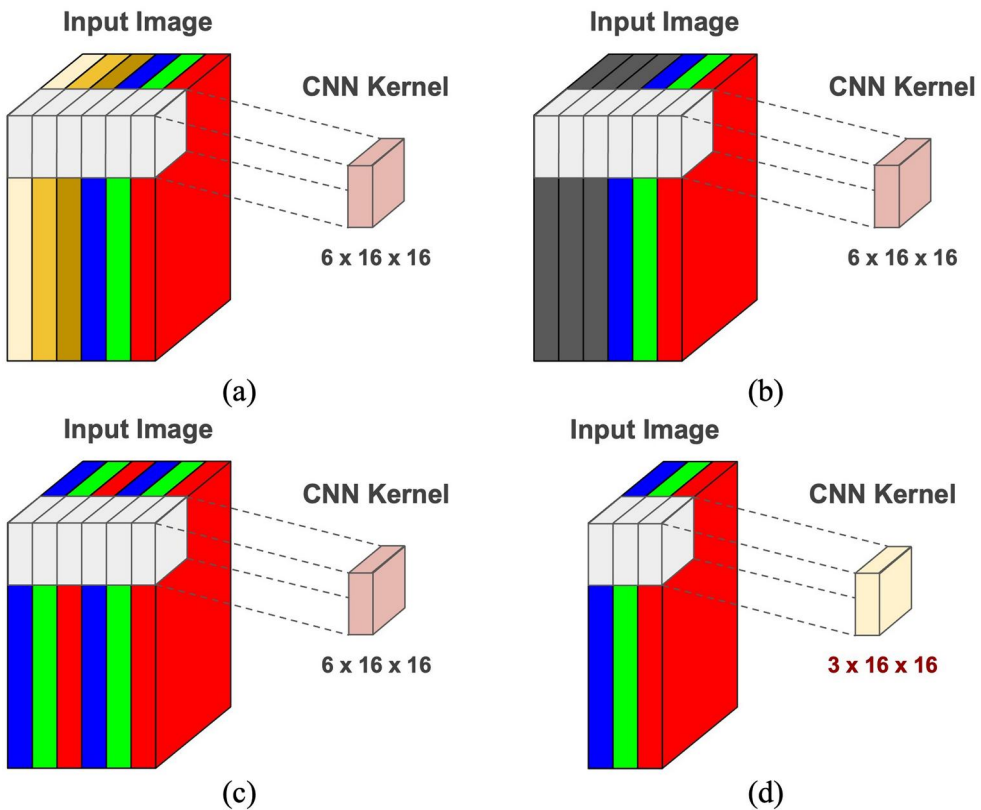 Input Image
CNN Kernel
6 x 16 x 16
(a)
Input Image
CNN Kernel
6 x 16 x 16
(b)
Input Image
CNN Kernel
6 x 16 x 16
(c)
Input Image
CNN Kernel
3 x 16 x 16
(d)